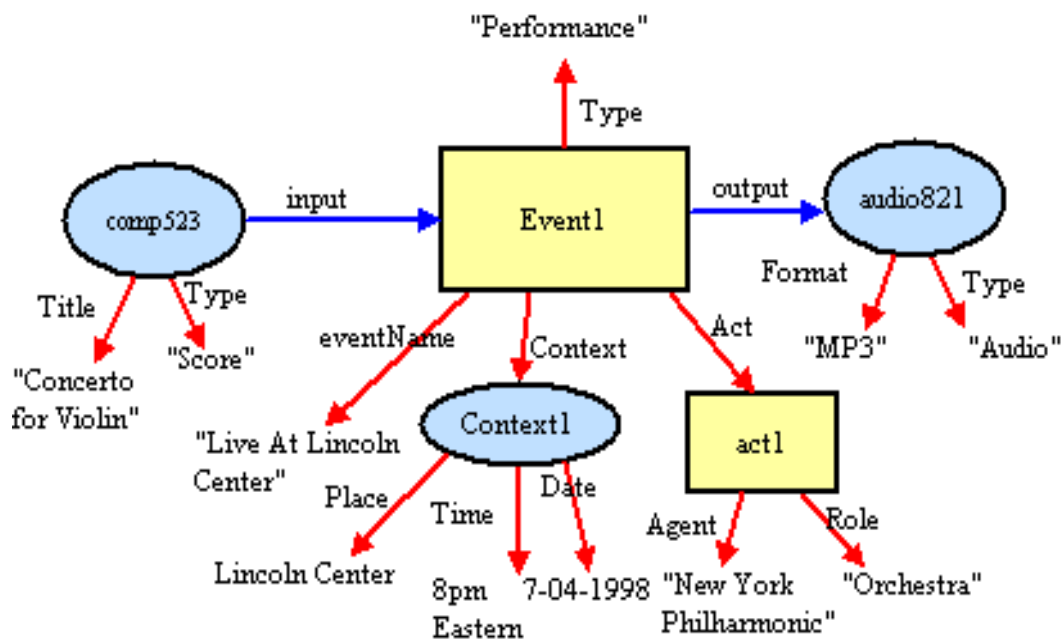 "Performance"
Type
input
output
comp523
Event1
audio821
Title
Type
Format
Type
"Concerto
for Violin"
"Score"
eventName
Context
Act
"MP3"
"Audio"
"Live At Lincoln
Center"
Context1
act1
Place
Time
Date
Agent
Role
Lincoln Center
8pm
Eastern
7-04-1998
"New York
Philharmonic"
"Orchestra"